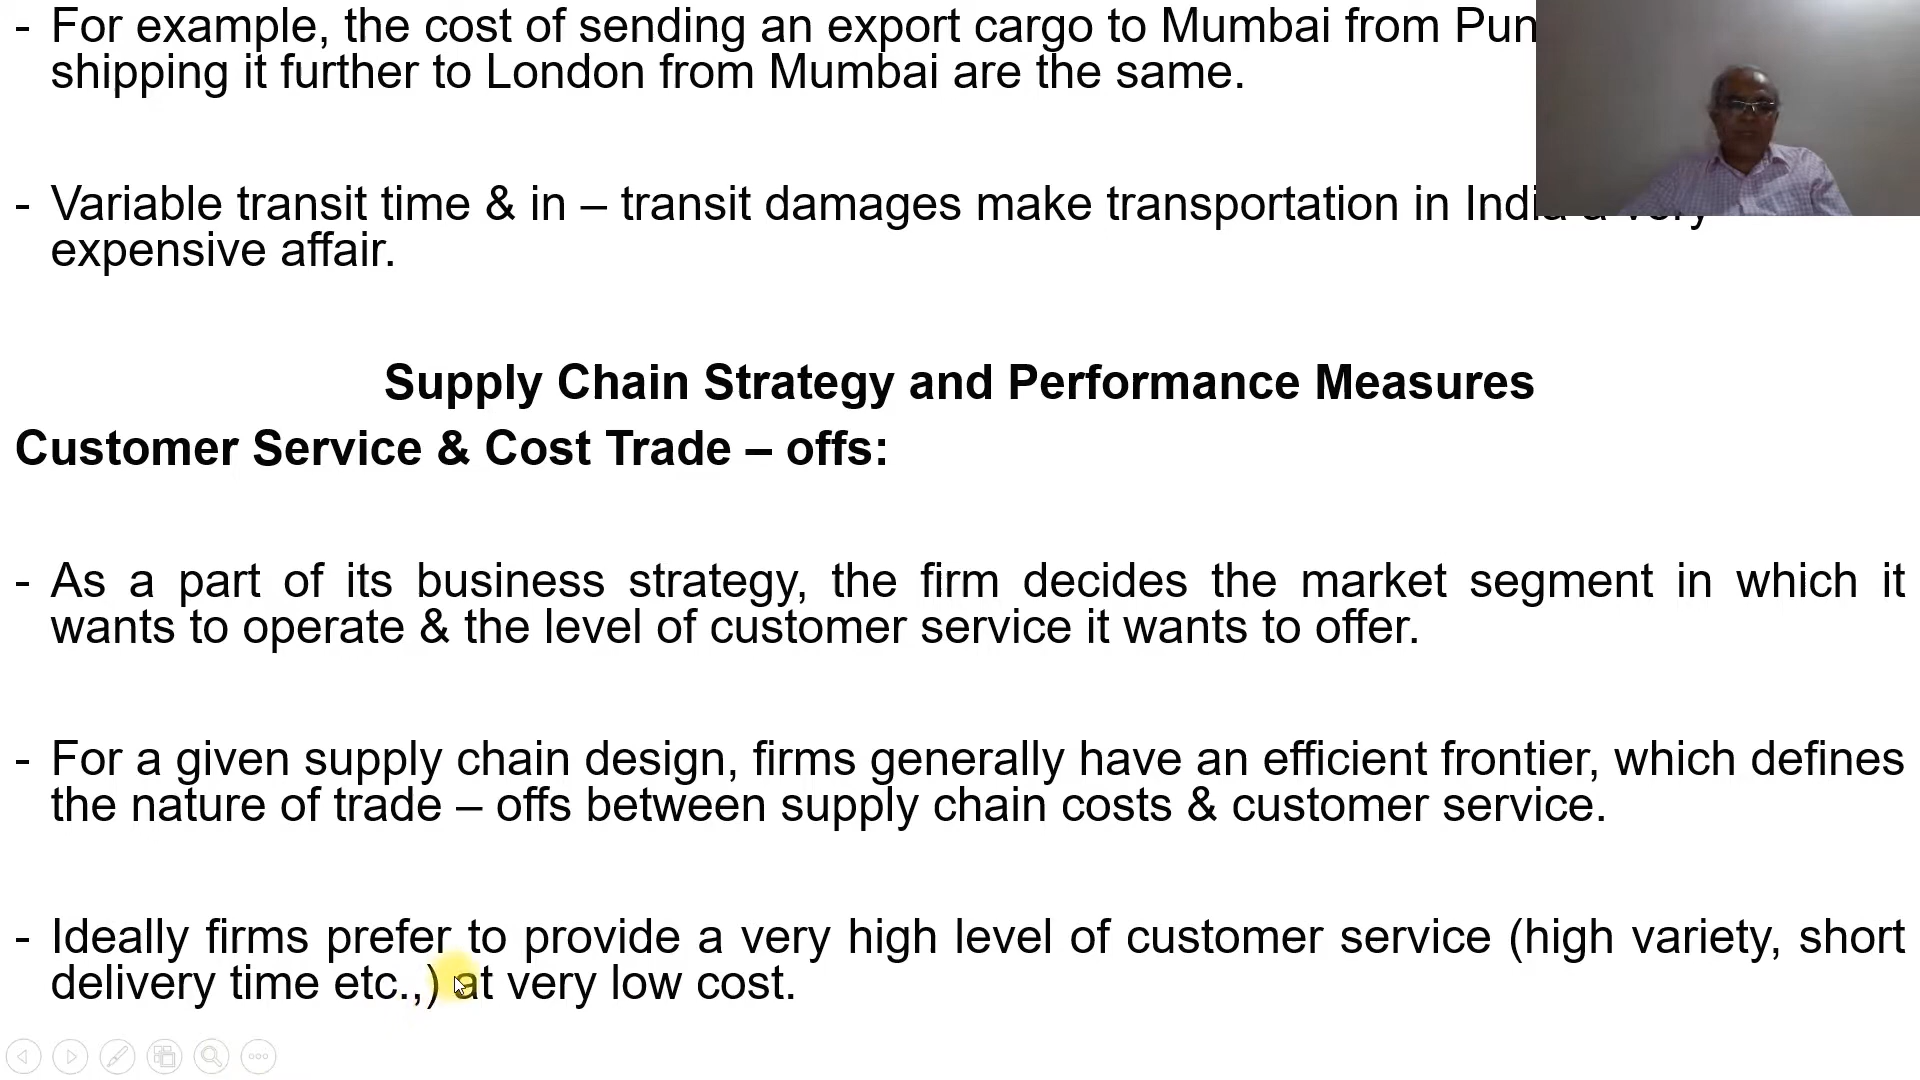 - For example, the cost of sending an export cargo to Mumbai from
shipping it further to London from Mumbai are the same.
- Variable transit time & in – transit damages make transportation in India a very
expensive affair.
Supply Chain Strategy and Performance Measures
Customer Service & Cost Trade – offs:
- As a part of its business strategy, the firm decides the market segment in which it
wants to operate & the level of customer service it wants to offer.
- For a given supply chain design, firms generally have an efficient frontier, which defines
the nature of trade – offs between supply chain costs & customer service.
- Ideally firms prefer to provide a very high level of customer service (high variety, short
delivery time etc.,) at very low cost.